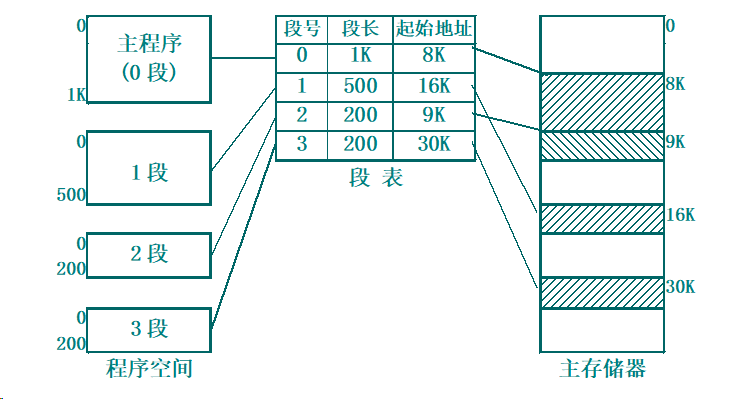 0
主程序
(0 段)
1K
0
1 段
500
0
2 段
200
0
3 段
200
程序空间
段号 段长 起始地址
0 1K 8K
1 500 16K
2 200 9K
3 200 30K
段 表
0
8K
9K
16K
30K
主存储器